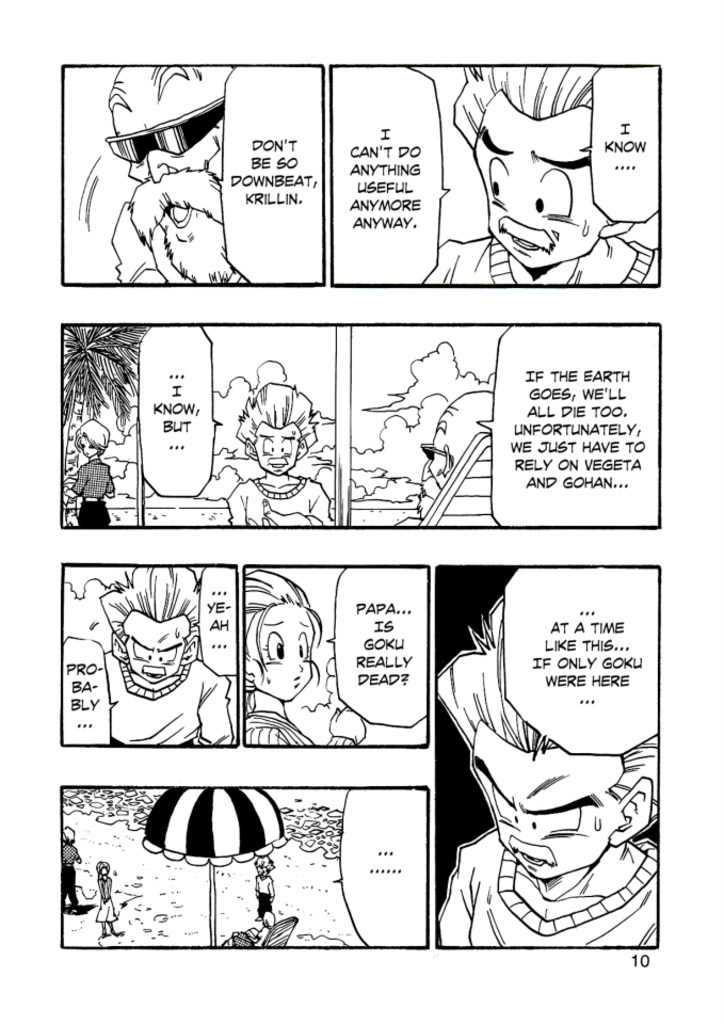 DON'T
BE SO
DOWNBEAT,
KRILLIN.
I
KNOW
....
I
CAN'T DO
ANYTHING
USEFUL
ANYMORE
ANYWAY.
IF THE EARTH
GOES, WE'LL
ALL DIE TOO.
UNFORTUNATELY,
WE JUST HAVE TO
RELY ON VEGETA
AND GOHAN...
...
I
KNOW,
BUT
...
...
AT A TIME
LIKE THIS...
IF ONLY GOKU
WERE HERE
...
PAPA...
IS
GOKU
REALLY
DEAD?
...
YE-
AH
...
PRO-
BA-
BLY
...
...
......
10